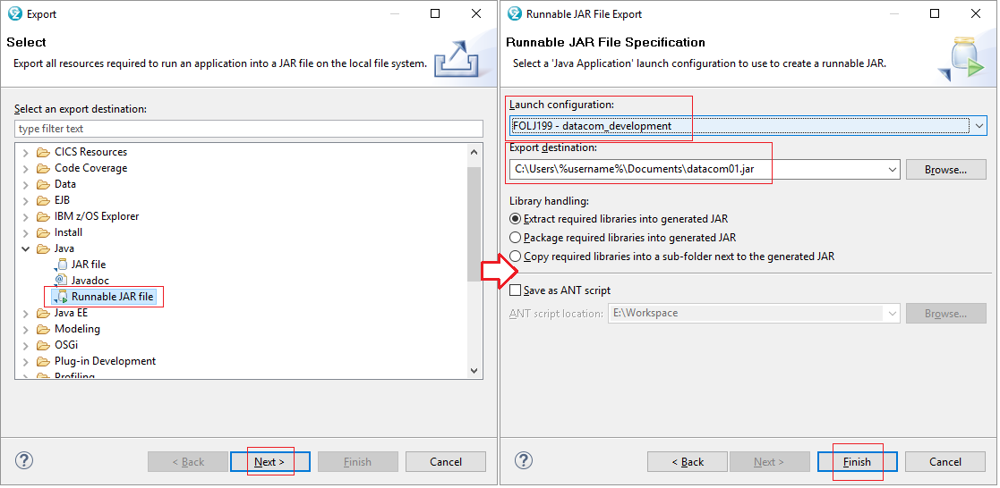 Export
Select
Export all resources required to run an application into a JAR file on the local file system.
Select an export destination:
type filter text
CICS Resources
Code Coverage
Data
EJB
IBM z/OS Explorer
Install
Java
JAR file
Javadoc
Runnable JAR file
Java EE
Modeling
OSGi
Plug-in Development
Profiling
< Back
Next >
Finish
Cancel
Runnable JAR File Export
Runnable JAR File Specification
Select a 'Java Application' launch configuration to use to create a runnable JAR.
Launch configuration:
FOLJ199 - datacom_development
Export destination:
C:\Users\%username%\Documents\datacom01.jar
Browse...
Library handling:
Extract required libraries into generated JAR
Package required libraries into generated JAR
Copy required libraries into a sub-folder next to the generated JAR
Save as ANT script
ANT script location:
E:\Workspace
Browse...
< Back
Next >
Finish
Cancel